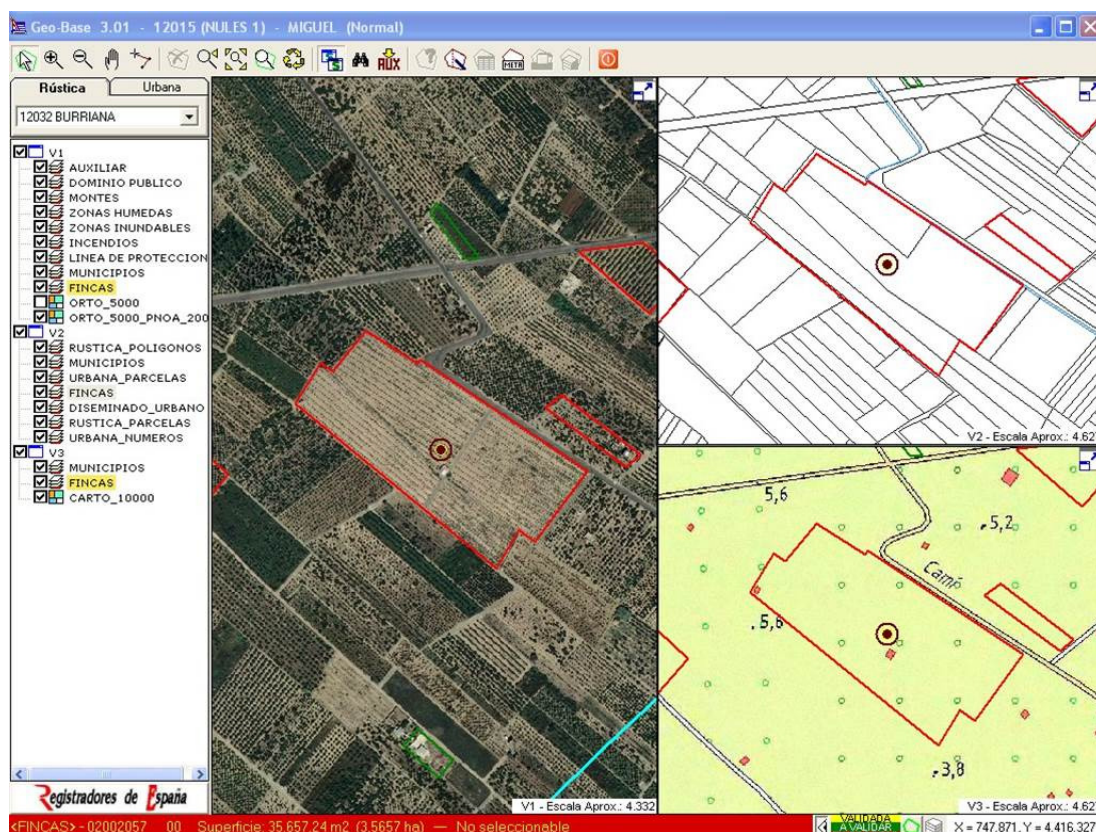 Geo-Base 3.01 - 12015 (NULES 1) - MIGUEL (Normal)
AUX
META
Rústica
Urbana
12032 BURRIANA
V1
AUXILIAR
DOMINIO PUBLICO
MONTES
ZONAS HUMEDAS
ZONAS INUNDABLES
INCENDIOS
LINEA DE PROTECCION
MUNICIPIOS
FINCAS
ORTO_5000
ORTO_5000_PNOA_200
V2
RUSTICA_POLIGONOS
MUNICIPIOS
URBANA_PARCELAS
FINCAS
DISEMINADO_URBANO
RUSTICA_PARCELAS
URBANA_NUMEROS
V3
MUNICIPIOS
FINCAS
CARTO_10000
Registradores de España
V1 - Escala Aprox.: 4.332
V2 - Escala Aprox.: 4.627
5,6
5,2
Camí
5,6
3,8
V3 - Escala Aprox.: 4.627
<FINCAS> - 02002057 00 Superficie: 35.657,24 m2 (3,5657 ha) — No seleccionable
VALIDADA
A VALIDAR
X = 747.871, Y = 4.416.327